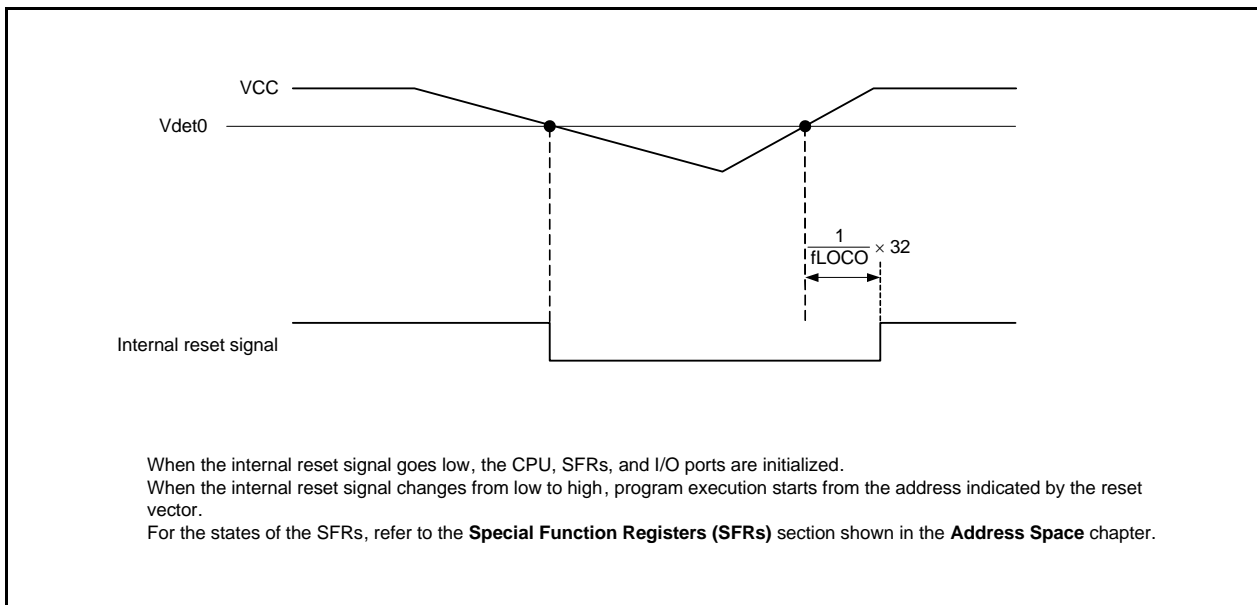 VCC
Vdet0
1
fLOCO × 32
Internal reset signal
When the internal reset signal goes low, the CPU, SFRs, and I/O ports are initialized.
When the internal reset signal changes from low to high, program execution starts from the address indicated by the reset
vector.
For the states of the SFRs, refer to the Special Function Registers (SFRs) section shown in the Address Space chapter.